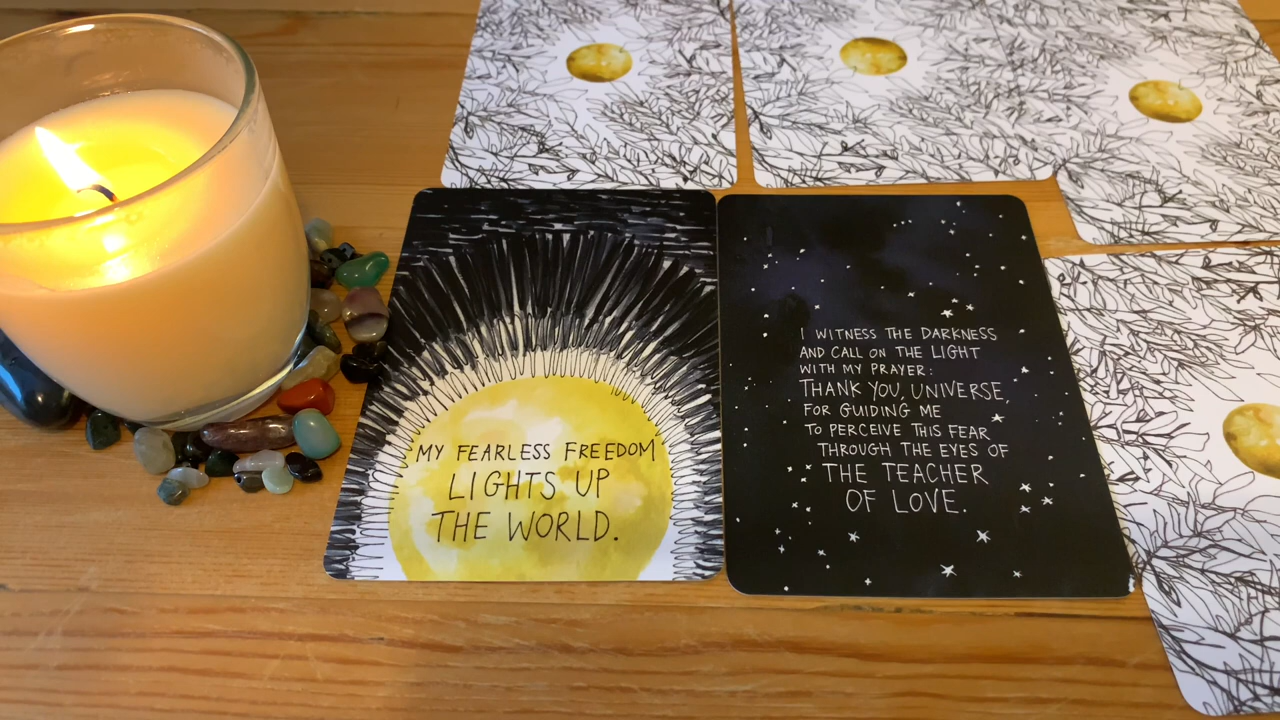 MY FEARLESS FREEDOM
LIGHTS UP
THE WORLD.
I WITNESS THE DARKNESS
AND CALL ON THE LIGHT
WITH MY PRAYER:
THANK YOU, UNIVERSE,
FOR GUIDING ME
TO PERCEIVE THIS FEAR
THROUGH THE EYES OF
THE TEACHER
OF LOVE.